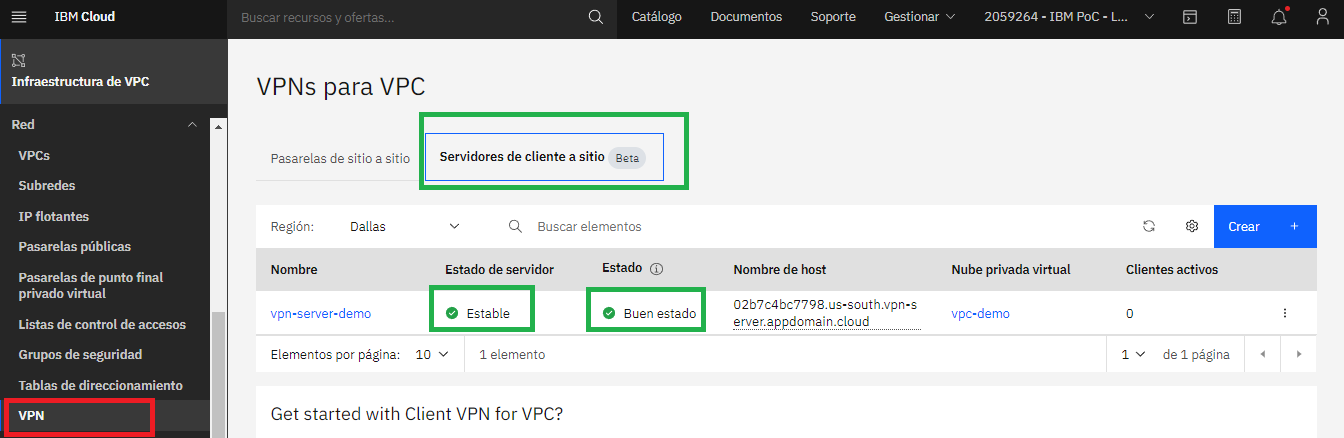 IBM Cloud
Buscar recursos y ofertas...
Catálogo
Documentos
Soporte
Gestionar
2059264 - IBM PoC - L...
Infraestructura de VPC
Red
VPCs
Subredes
IP flotantes
Pasarelas públicas
Pasarelas de punto final
privado virtual
Listas de control de accesos
Grupos de seguridad
Tablas de direccionamiento
VPN
VPNs para VPC
Pasarelas de sitio a sitio
Servidores de cliente a sitio Beta
Región:
Dallas
Buscar elementos
Crear +
Nombre
Estado de servidor
Estado
Nombre de host
Nube privada virtual
Clientes activos
vpn-server-demo
Estable
Buen estado
02b7c4bc7798.us-south.vpn-s
erver.appdomain.cloud
vpc-demo
0
Elementos por página:
10
1 elemento
1
de 1 página
Get started with Client VPN for VPC?